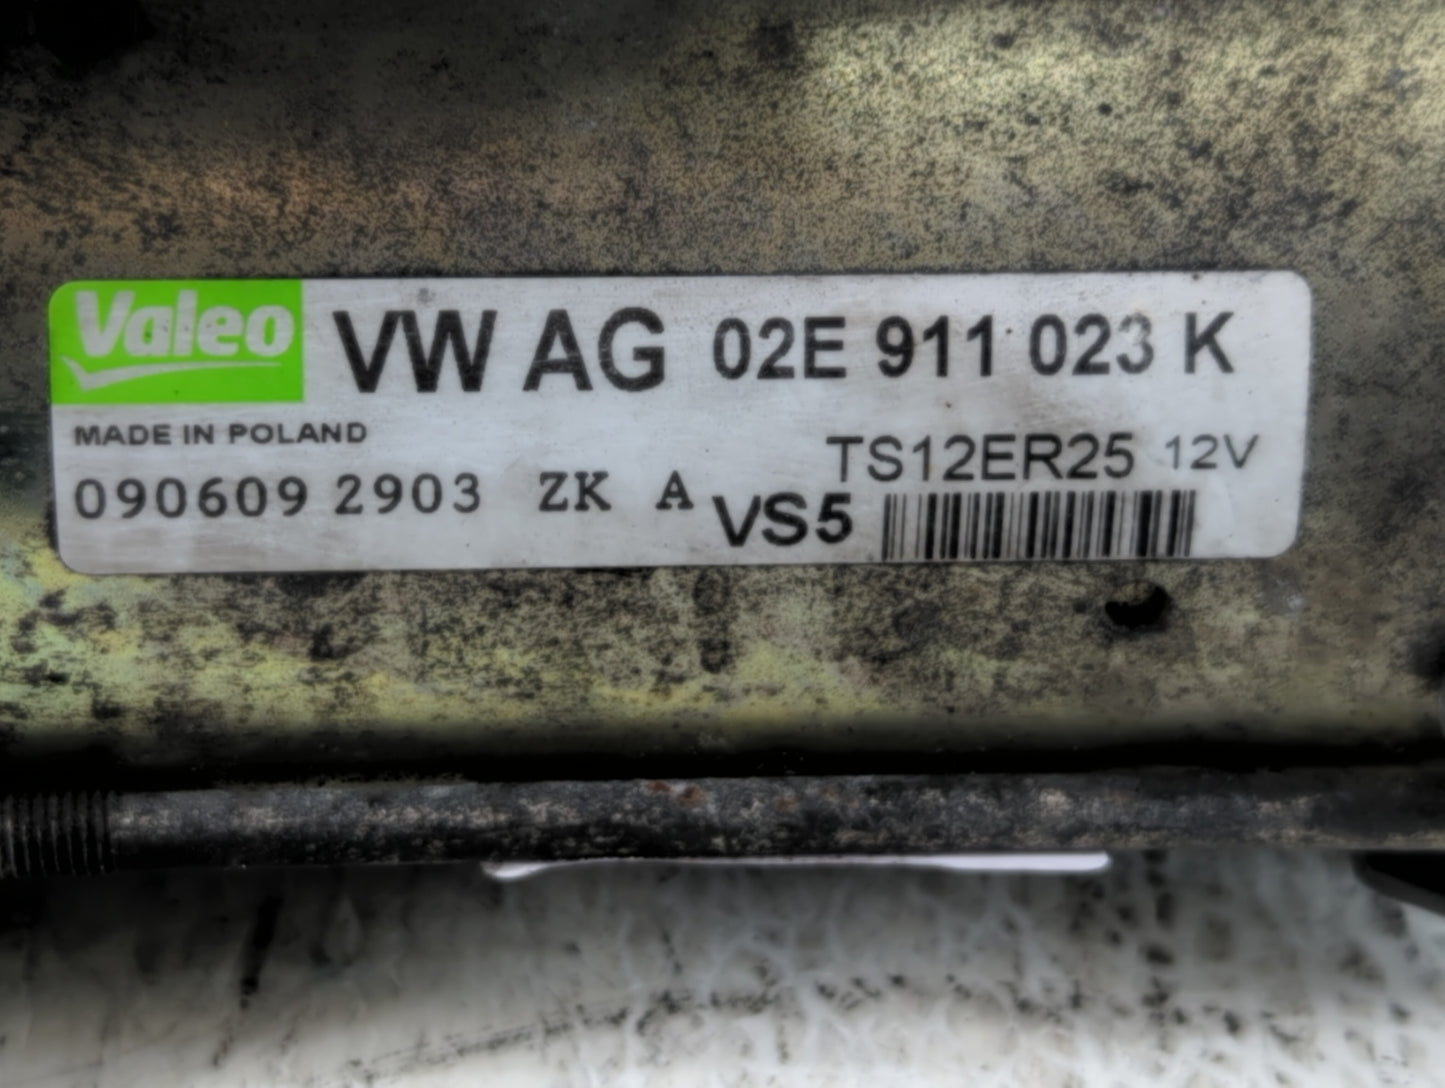 Valeo VW AG 02E 911 023 K
MADE IN POLAND
TS12ER25 12V
090609 2903 ZK A
VS5